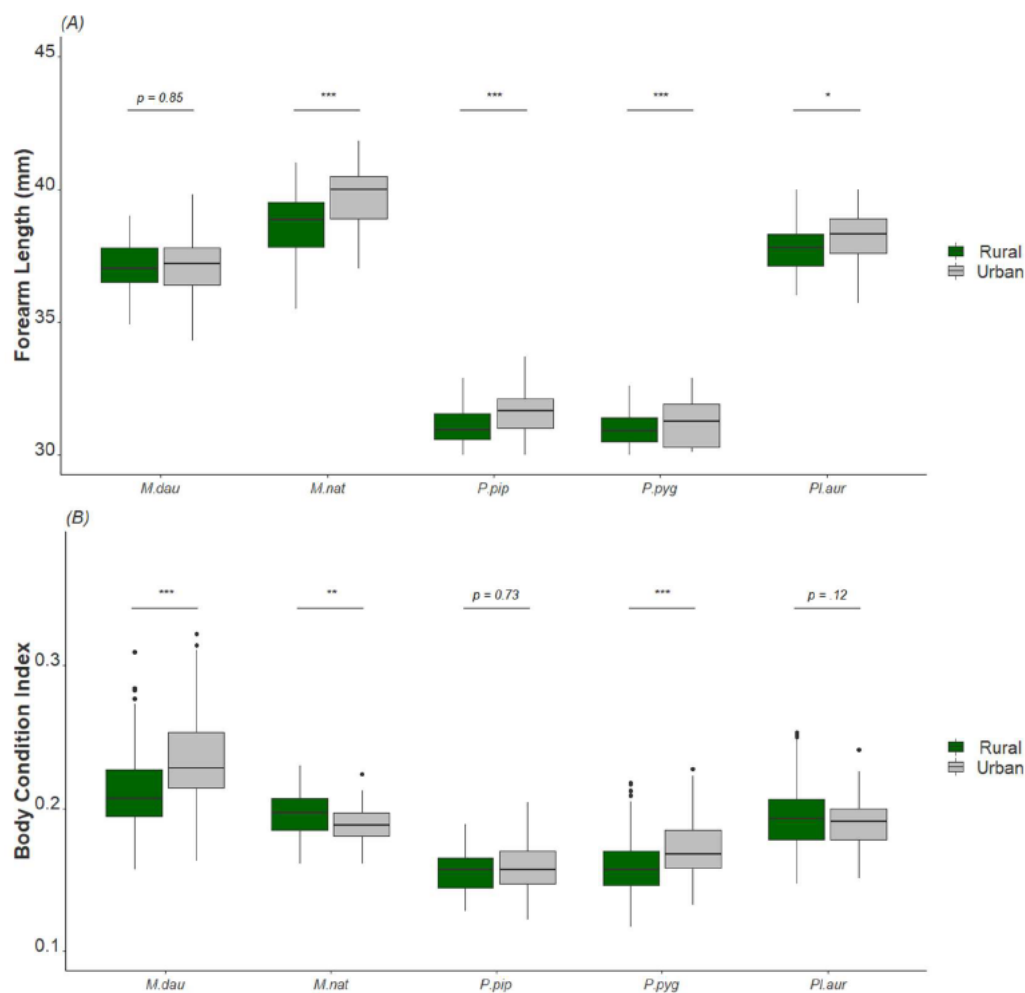 (A)
45
p = 0.85 *** *** *** *
Forearm Length (mm)
40
Rural
Urban
35
30
M.dau M.nat P.pip P.pyg Pl.aur
(B)
*** ** p = 0.73 *** p = .12
Body Condition Index
0.3
Rural
Urban
0.2
0.1
M.dau M.nat P.pip P.pyg Pl.aur